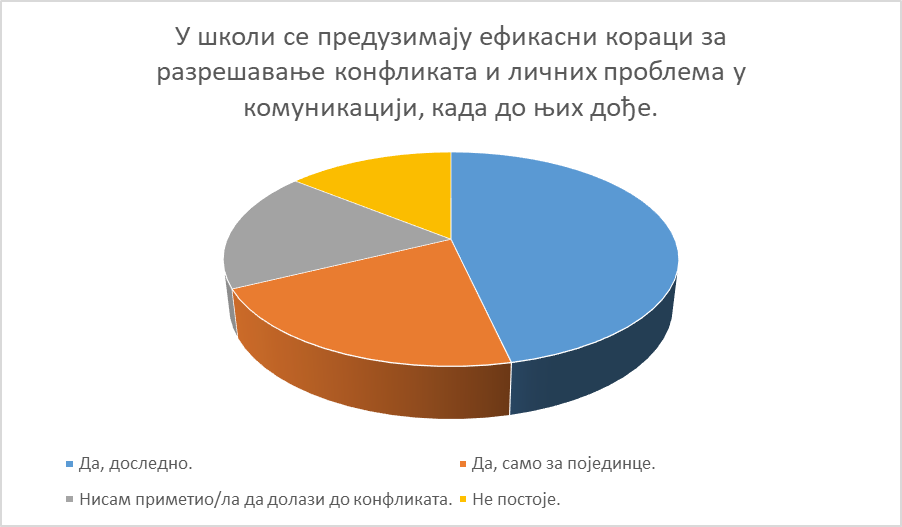 У школи се предузимају ефикасни кораци за
разрешавање конфликата и личних проблема у
комуникацији, када до њих дође.
Да, доследно.
Да, само за појединце.
Нисам приметио/ла да долази до конфликата.
Не постоје.